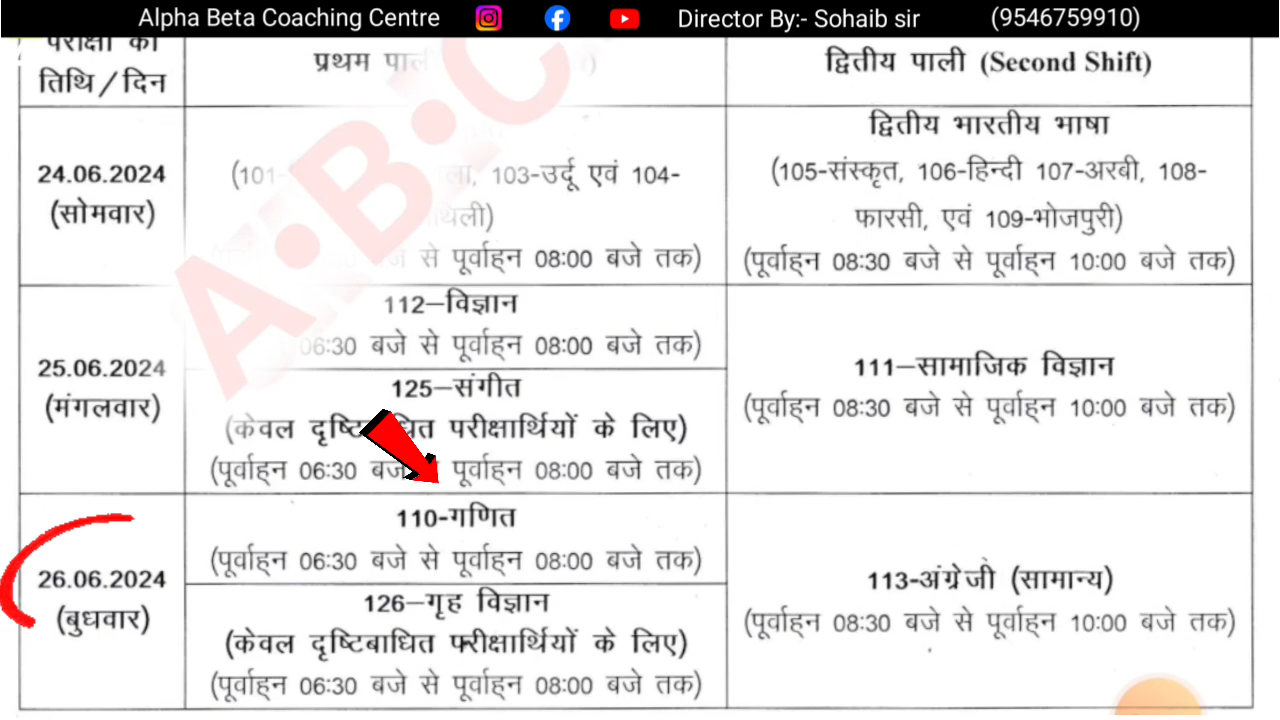 Alpha Beta Coaching Centre Director By:- Sohaib sir (9546759910)
परीक्षा की
तिथि / दिन
प्रथम
द्वितीय पाली (Second Shift)
24.06.2024
(सोमवार)
(101- 103-उर्दू एवं 104-
से पूर्वाह्न 08:00 बजे तक)
द्वितीय भारतीय भाषा
(105-संस्कृत, 106-हिन्दी 107-अरबी, 108-
फारसी, एवं 109-भोजपुरी)
(पूर्वाह्न 08:30 बजे से पूर्वाह्न 10:00 बजे तक)
25.06.2024
(मंगलवार)
112–विज्ञान
06:30 बजे से पूर्वाह्न 08:00 बजे तक)
125–संगीत
(केवल दृष्टिबाधित परीक्षार्थियों के लिए)
(पूर्वाह्न 06:30 बजे पूर्वाह्न 08:00 बजे तक)
111–सामाजिक विज्ञान
(पूर्वाह्न 08:30 बजे से पूर्वाह्न 10:00 बजे तक)
26.06.2024
(बुधवार)
110-गणित
(पूर्वाह्न 06:30 बजे से पूर्वाह्न 08:00 बजे तक)
126–गृह विज्ञान
(केवल दृष्टिबाधित परीक्षार्थियों के लिए)
(पूर्वाह्न 06:30 बजे से पूर्वाह्न 08:00 बजे तक)
113-अंग्रेजी (सामान्य)
(पूर्वाह्न 08:30 बजे से पूर्वाह्न 10:00 बजे तक)
A·B·C